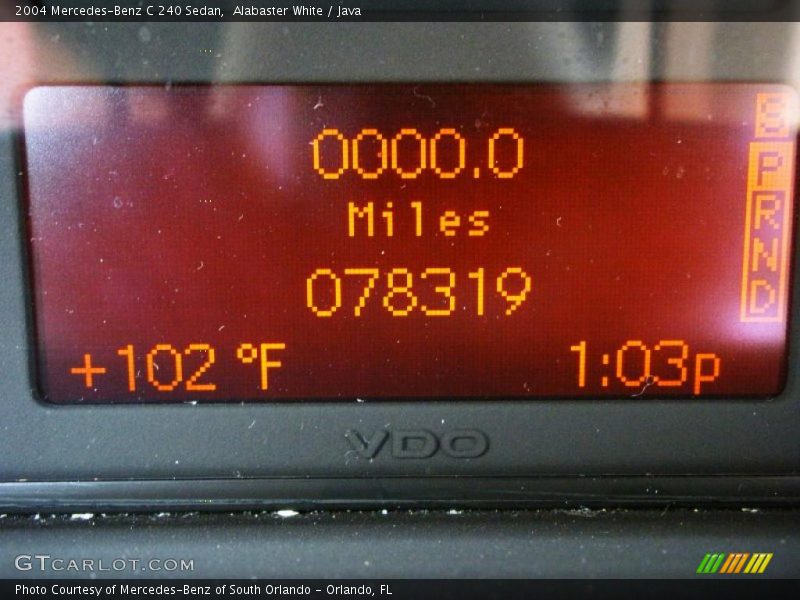 2004 Mercedes-Benz C 240 Sedan, Alabaster White / Java
0000.0
S
Miles
P
R
N
D
078319
+102 °F 1:03p
VDO
GTCARLOT.COM
Photo Courtesy of Mercedes-Benz of South Orlando - Orlando, FL